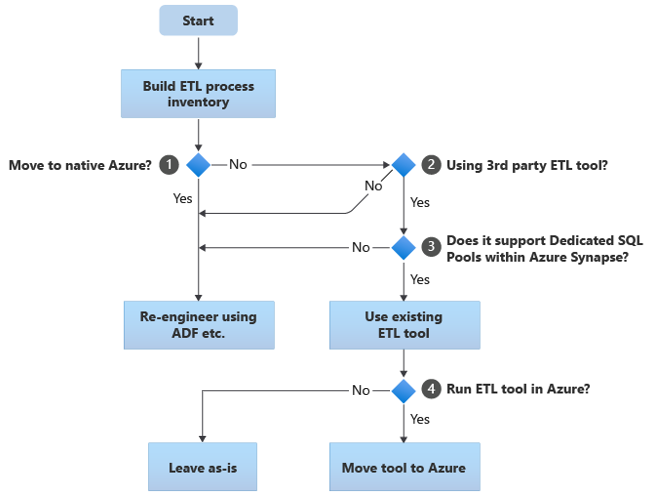 Start
Build ETL process
inventory
Move to native Azure? 1
No
2 Using 3rd party ETL tool?
Yes
No
Yes
No
3 Does it support Dedicated SQL
Pools within Azure Synapse?
Yes
Re-engineer using
ADF etc.
Use existing
ETL tool
No
4 Run ETL tool in Azure?
Yes
Leave as-is
Move tool to Azure